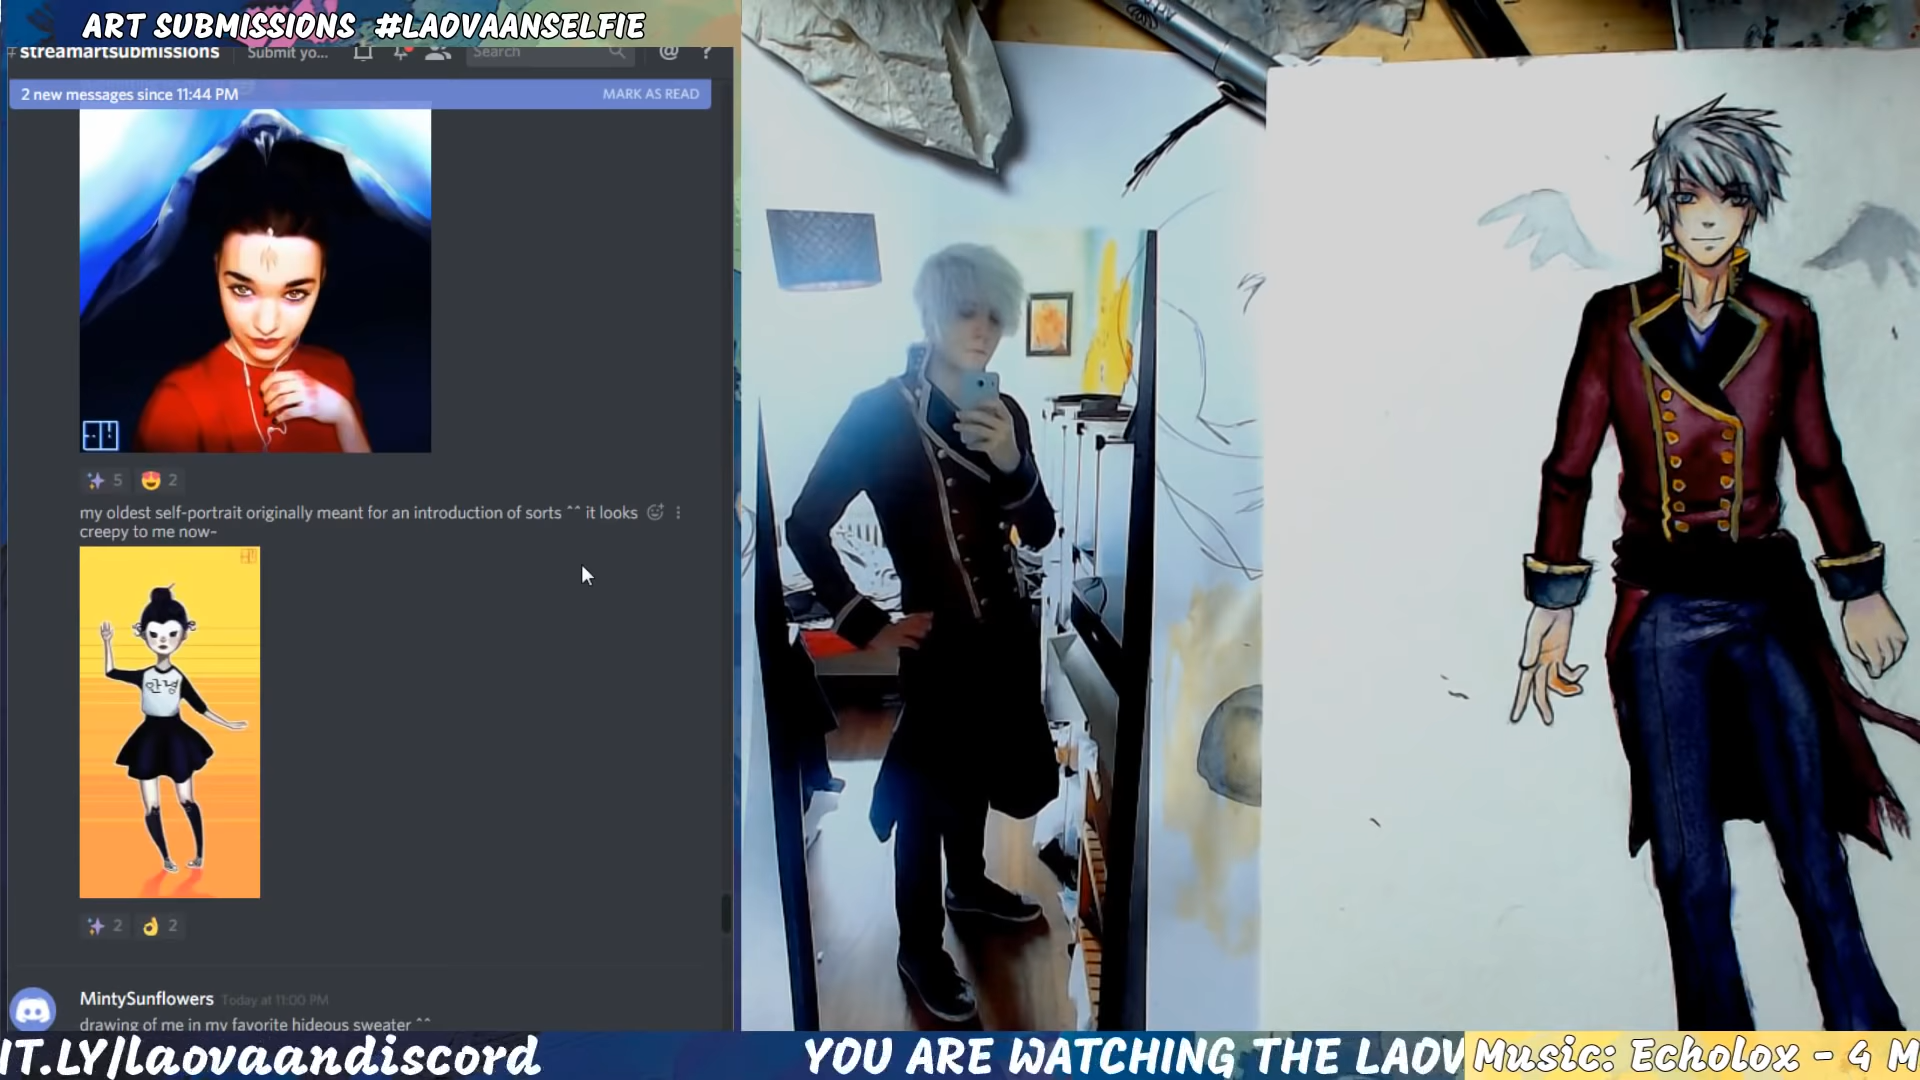 ART SUBMISSIONS #LAOVAANSELFIE
streamartsubmissions Submit yo... Search @ ?
2 new messages since 11:44 PM MARK AS READ
5 2
my oldest self-portrait originally meant for an introduction of sorts ^^ it looks
creepy to me now~
안녕
2 2
MintySunflowers Today at 11:00 PM
drawing of me in my favorite hideous sweater ^^
IT.LY/laovaandiscord YOU ARE WATCHING THE LAOV Music: Echolox - 4 M